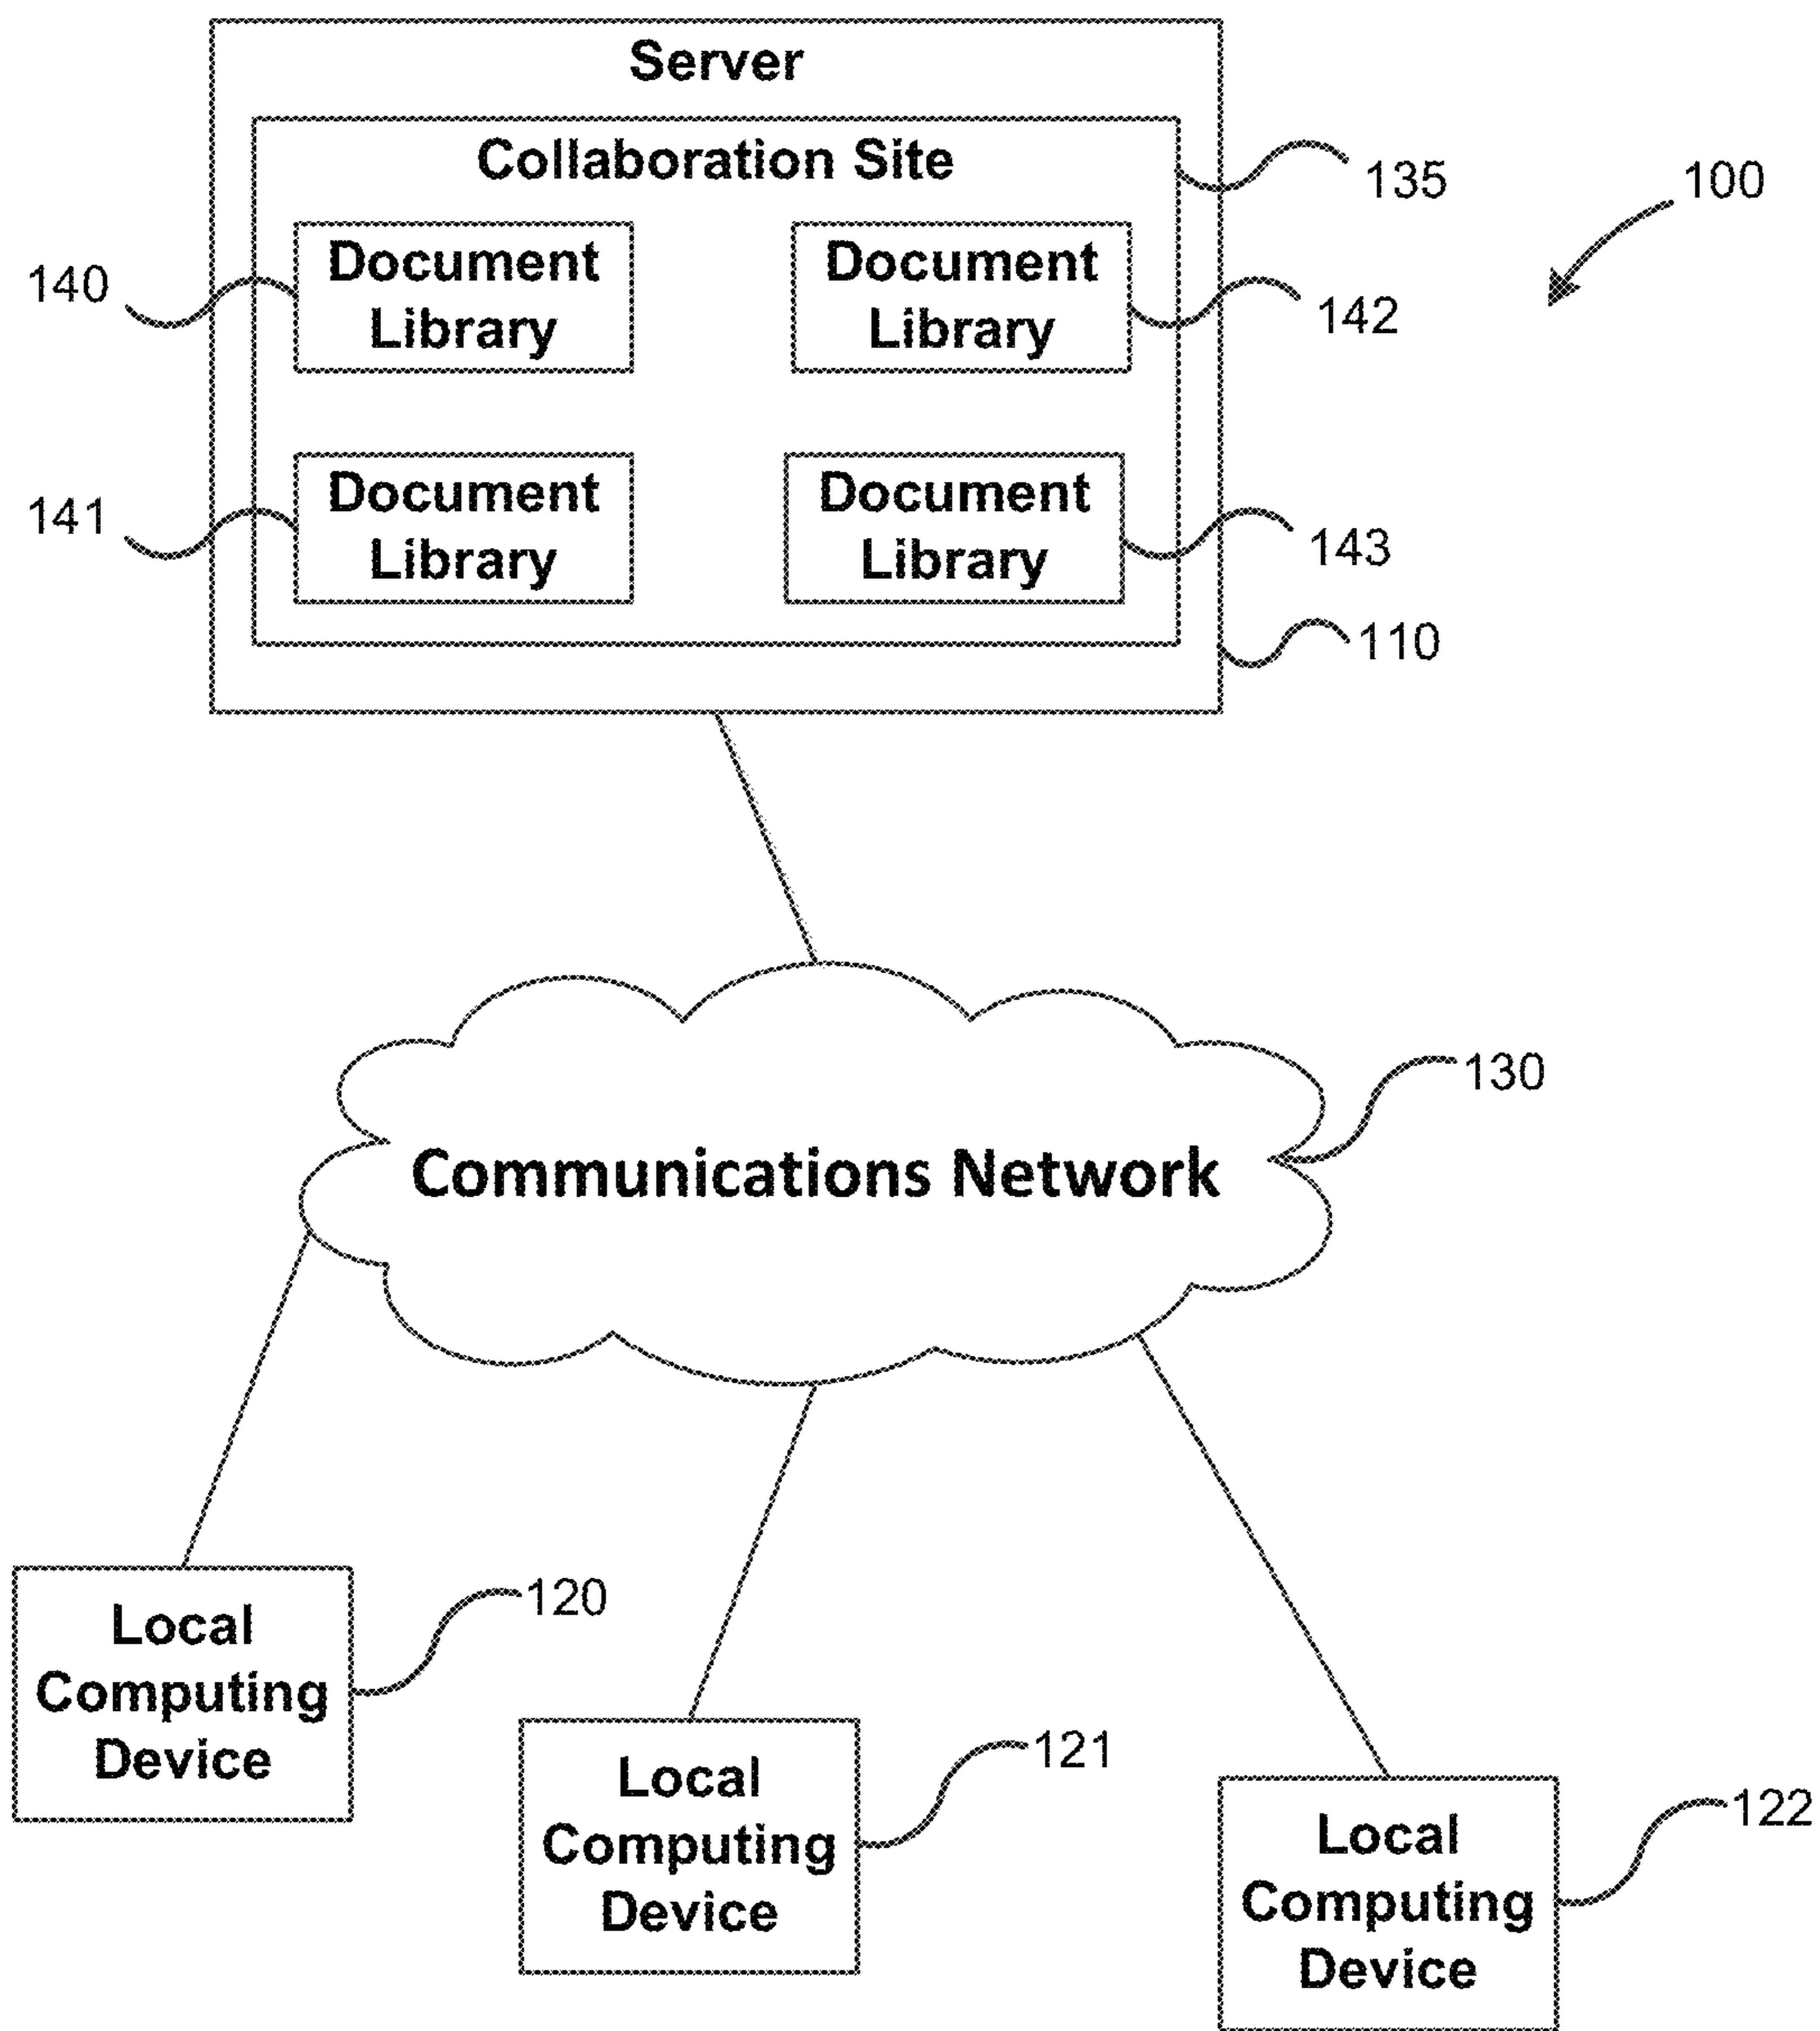 Server
Collaboration Site
135
100
140
Document
Library
Document
Library
142
141
Document
Library
Document
Library
143
110
130
Communications Network
120
Local
Computing
Device
121
Local
Computing
Device
122
Local
Computing
Device